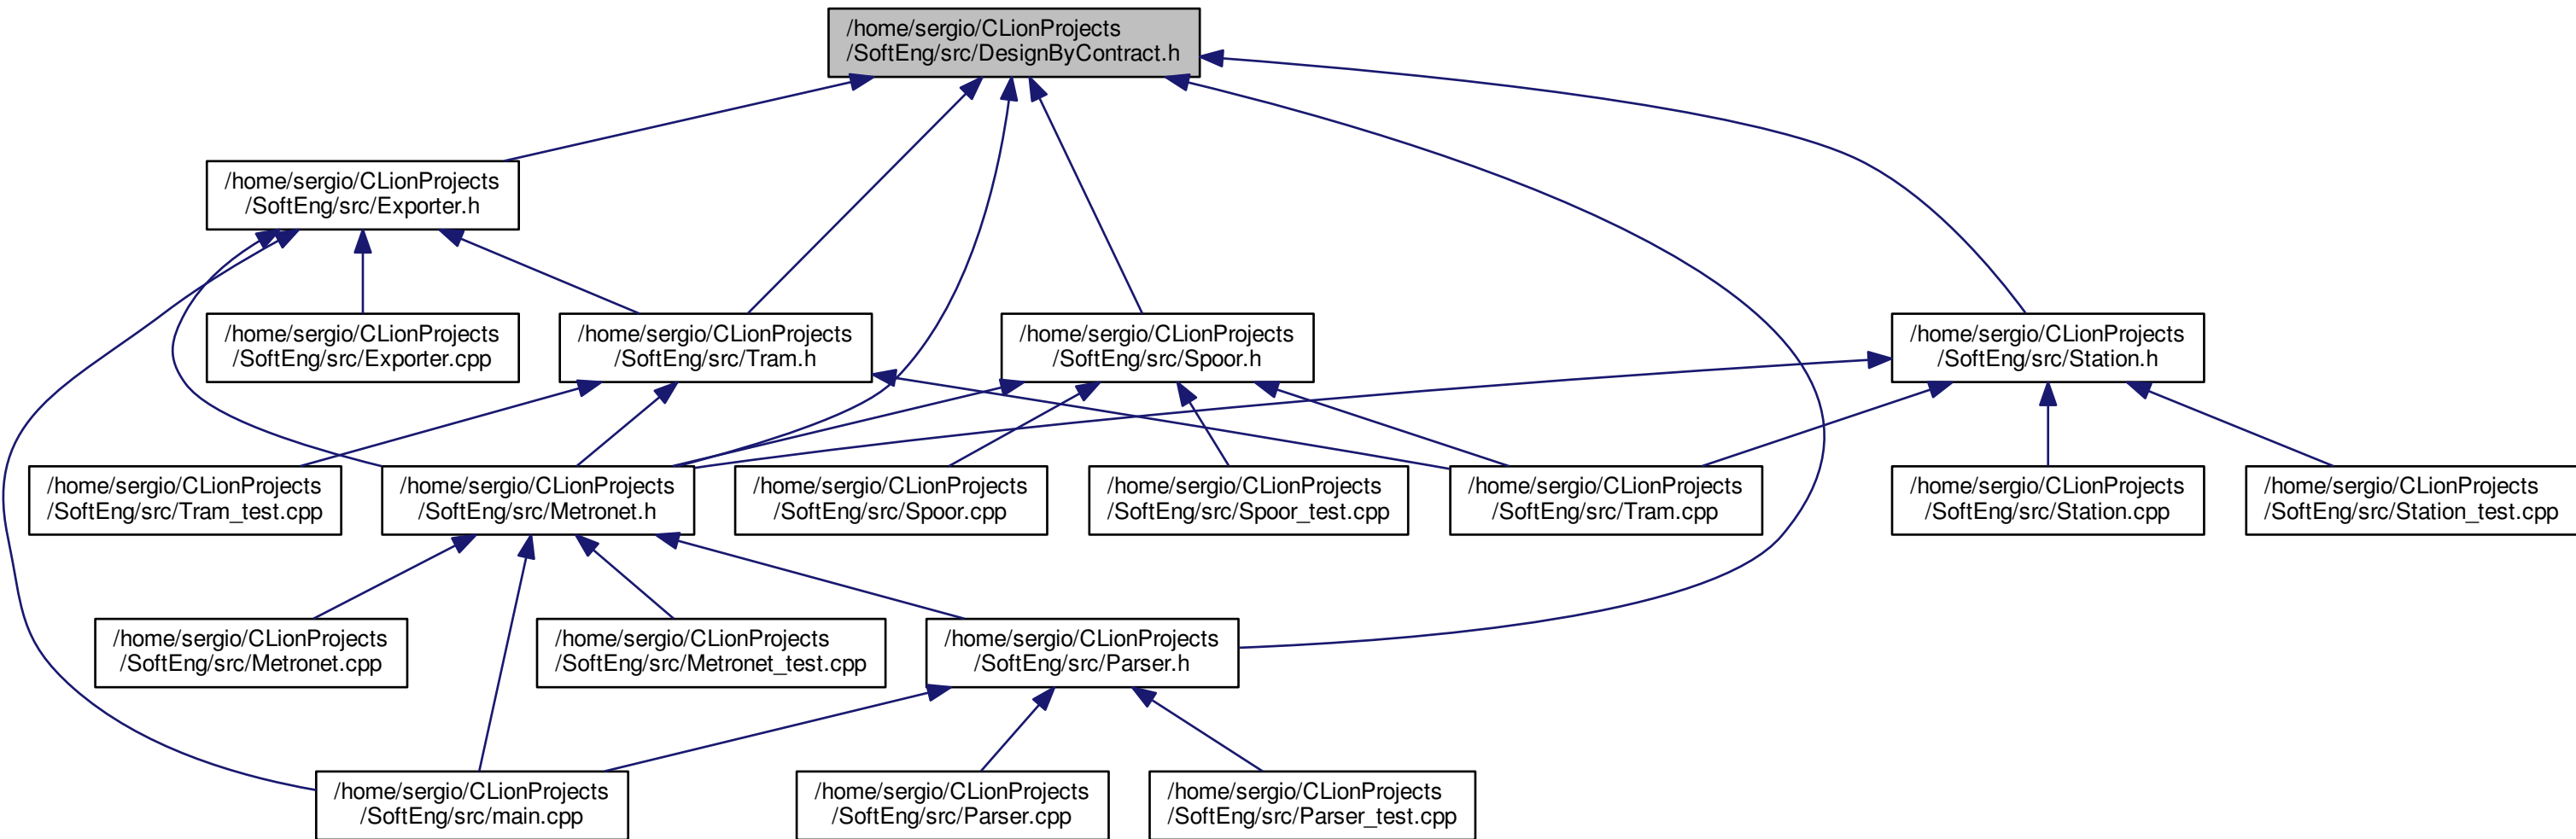 /home/sergio/CLionProjects
/SoftEng/src/DesignByContract.h
/home/sergio/CLionProjects
/SoftEng/src/Exporter.h
/home/sergio/CLionProjects
/SoftEng/src/Exporter.cpp
/home/sergio/CLionProjects
/SoftEng/src/Tram.h
/home/sergio/CLionProjects
/SoftEng/src/Spoor.h
/home/sergio/CLionProjects
/SoftEng/src/Station.h
/home/sergio/CLionProjects
/SoftEng/src/Tram_test.cpp
/home/sergio/CLionProjects
/SoftEng/src/Metronet.h
/home/sergio/CLionProjects
/SoftEng/src/Spoor.cpp
/home/sergio/CLionProjects
/SoftEng/src/Spoor_test.cpp
/home/sergio/CLionProjects
/SoftEng/src/Tram.cpp
/home/sergio/CLionProjects
/SoftEng/src/Station.cpp
/home/sergio/CLionProjects
/SoftEng/src/Station_test.cpp
/home/sergio/CLionProjects
/SoftEng/src/Metronet.cpp
/home/sergio/CLionProjects
/SoftEng/src/Metronet_test.cpp
/home/sergio/CLionProjects
/SoftEng/src/Parser.h
/home/sergio/CLionProjects
/SoftEng/src/main.cpp
/home/sergio/CLionProjects
/SoftEng/src/Parser.cpp
/home/sergio/CLionProjects
/SoftEng/src/Parser_test.cpp